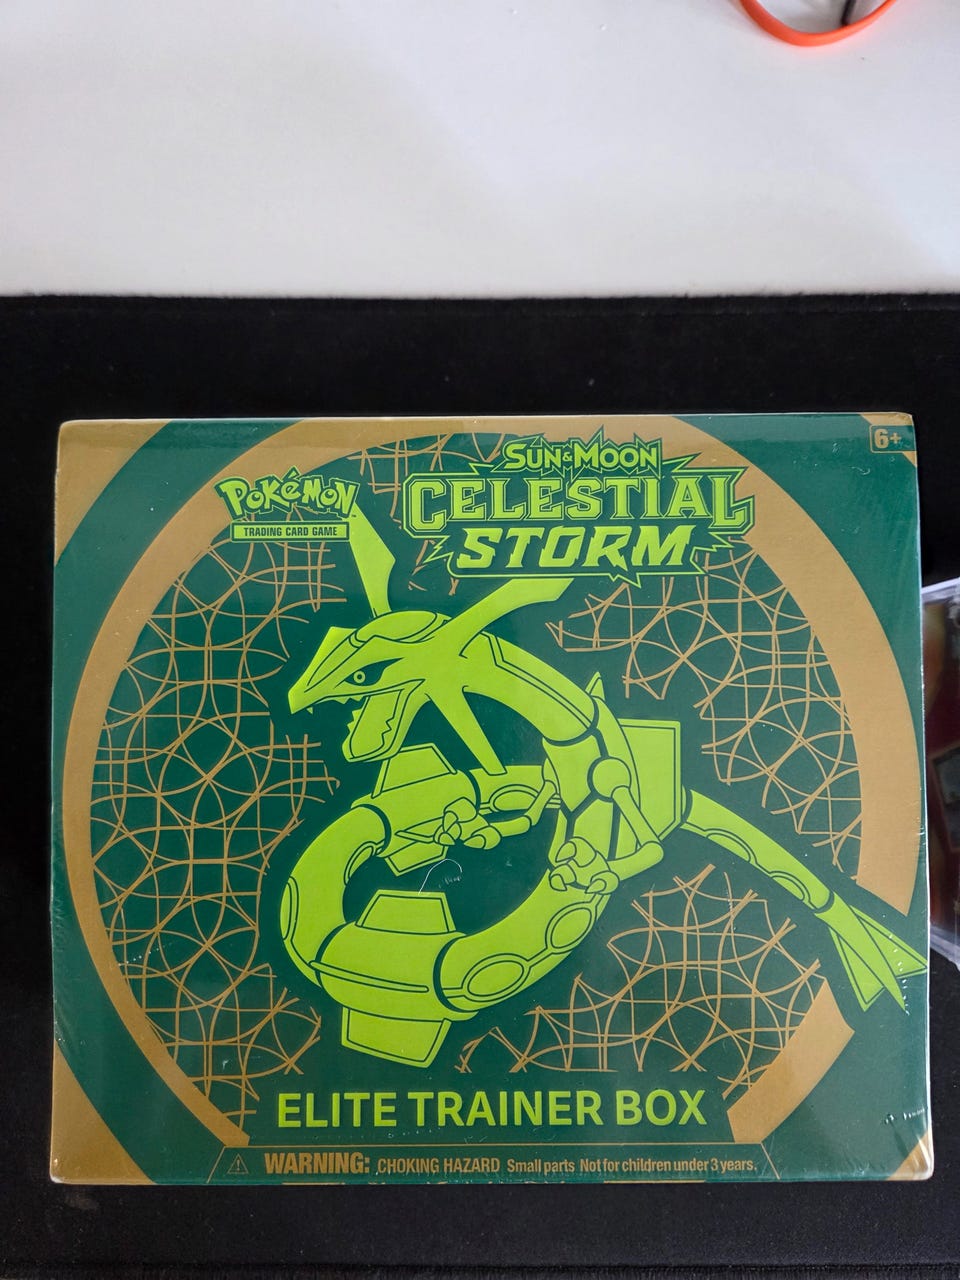 6+
SUN & MOON
POKéMON
TRADING CARD GAME
CELESTIAL
STORM
ELITE TRAINER BOX
WARNING: CHOKING HAZARD Small parts Not for children under 3 years.